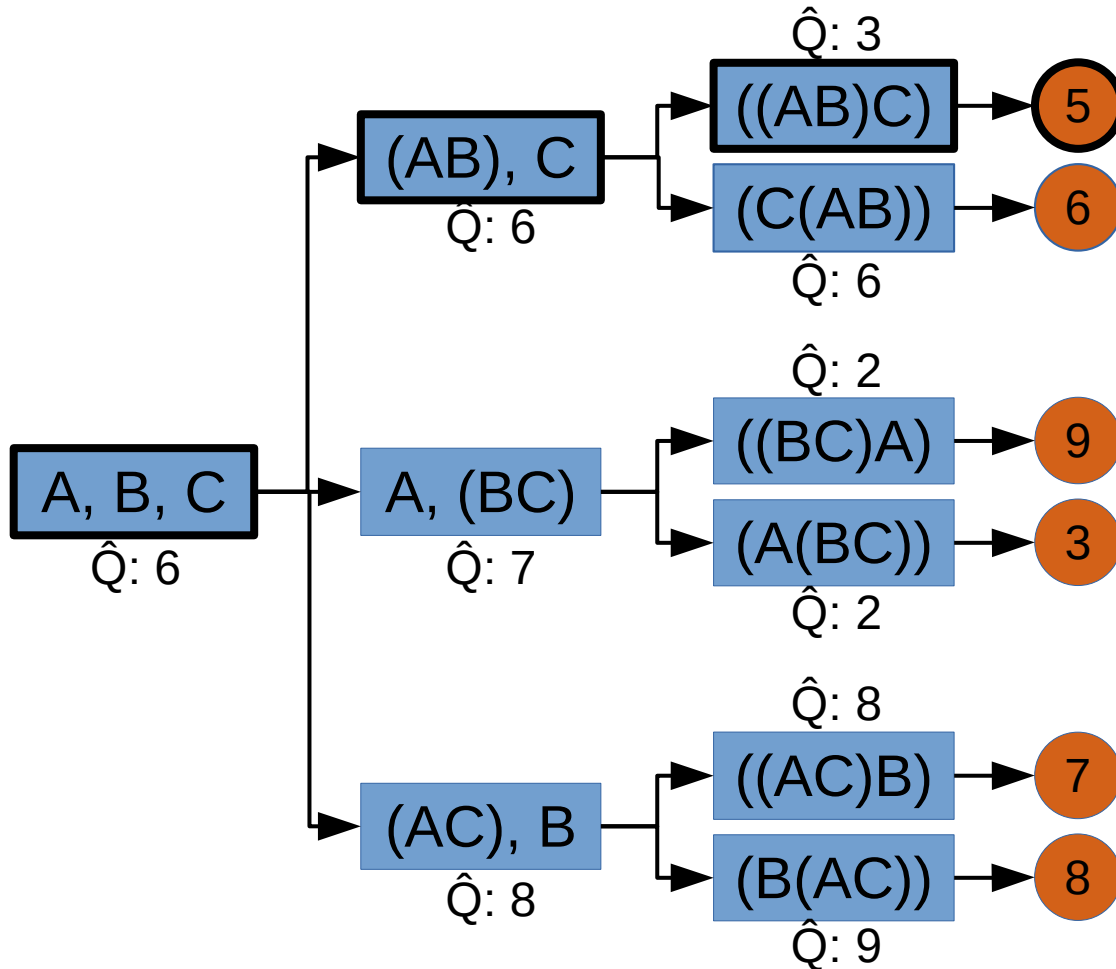 Q̂: 3
((AB)C)
5
(AB), C
Q̂: 6
(C(AB))
6
Q̂: 6
A, B, C
Q̂: 6
Q̂: 2
((BC)A)
9
A, (BC)
Q̂: 7
(A(BC))
3
Q̂: 2
Q̂: 8
((AC)B)
7
(AC), B
Q̂: 8
(B(AC))
8
Q̂: 9